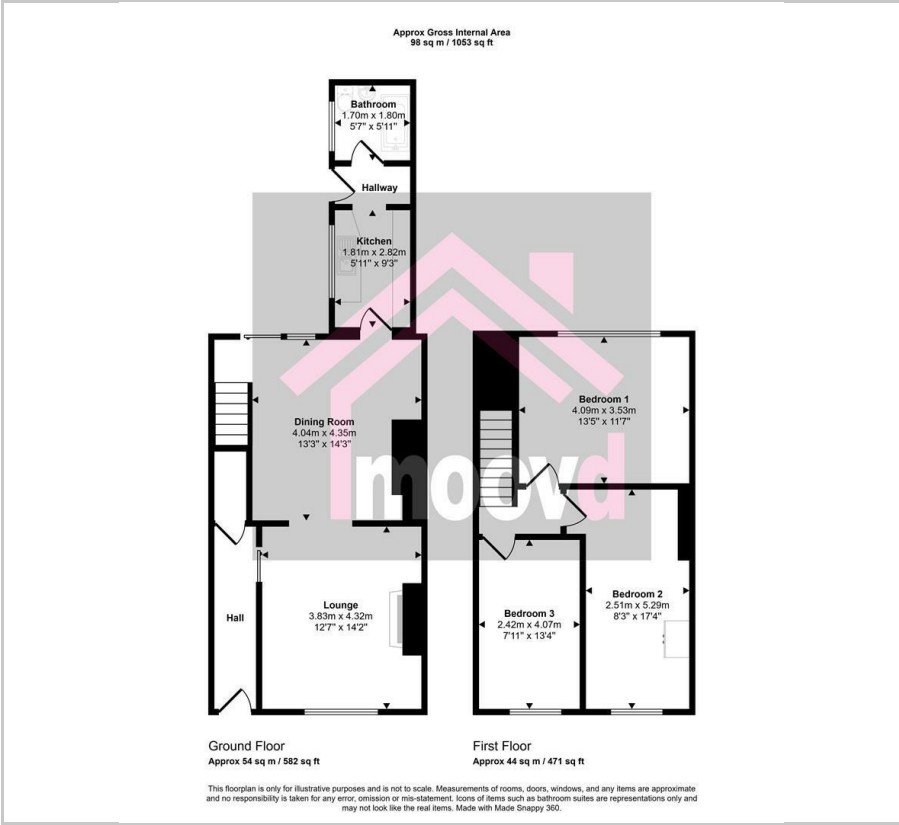 Approx Gross Internal Area
98 sq m / 1053 sq ft
Bathroom
1.70m x 1.80m
5'7" x 5'11"
Hallway
Kitchen
1.81m x 2.82m
5'11" x 9'3"
Dining Room
4.04m x 4.35m
13'3" x 14'3"
Lounge
3.83m x 4.32m
12'7" x 14'2"
Hall
Bedroom 1
4.09m x 3.53m
13'5" x 11'7"
Bedroom 2
2.51m x 5.29m
8'3" x 17'4"
Bedroom 3
2.42m x 4.07m
7'11" x 13'4"
moovd
Ground Floor
Approx 54 sq m / 582 sq ft
First Floor
Approx 44 sq m / 471 sq ft
This floorplan is only for illustrative purposes and is not to scale. Measurements of rooms, doors, windows, and any items are approximate
and no responsibility is taken for any error, omission or mis-statement. Icons of items such as bathroom suites are representations only and
may not look like the real items. Made with Made Snappy 360.